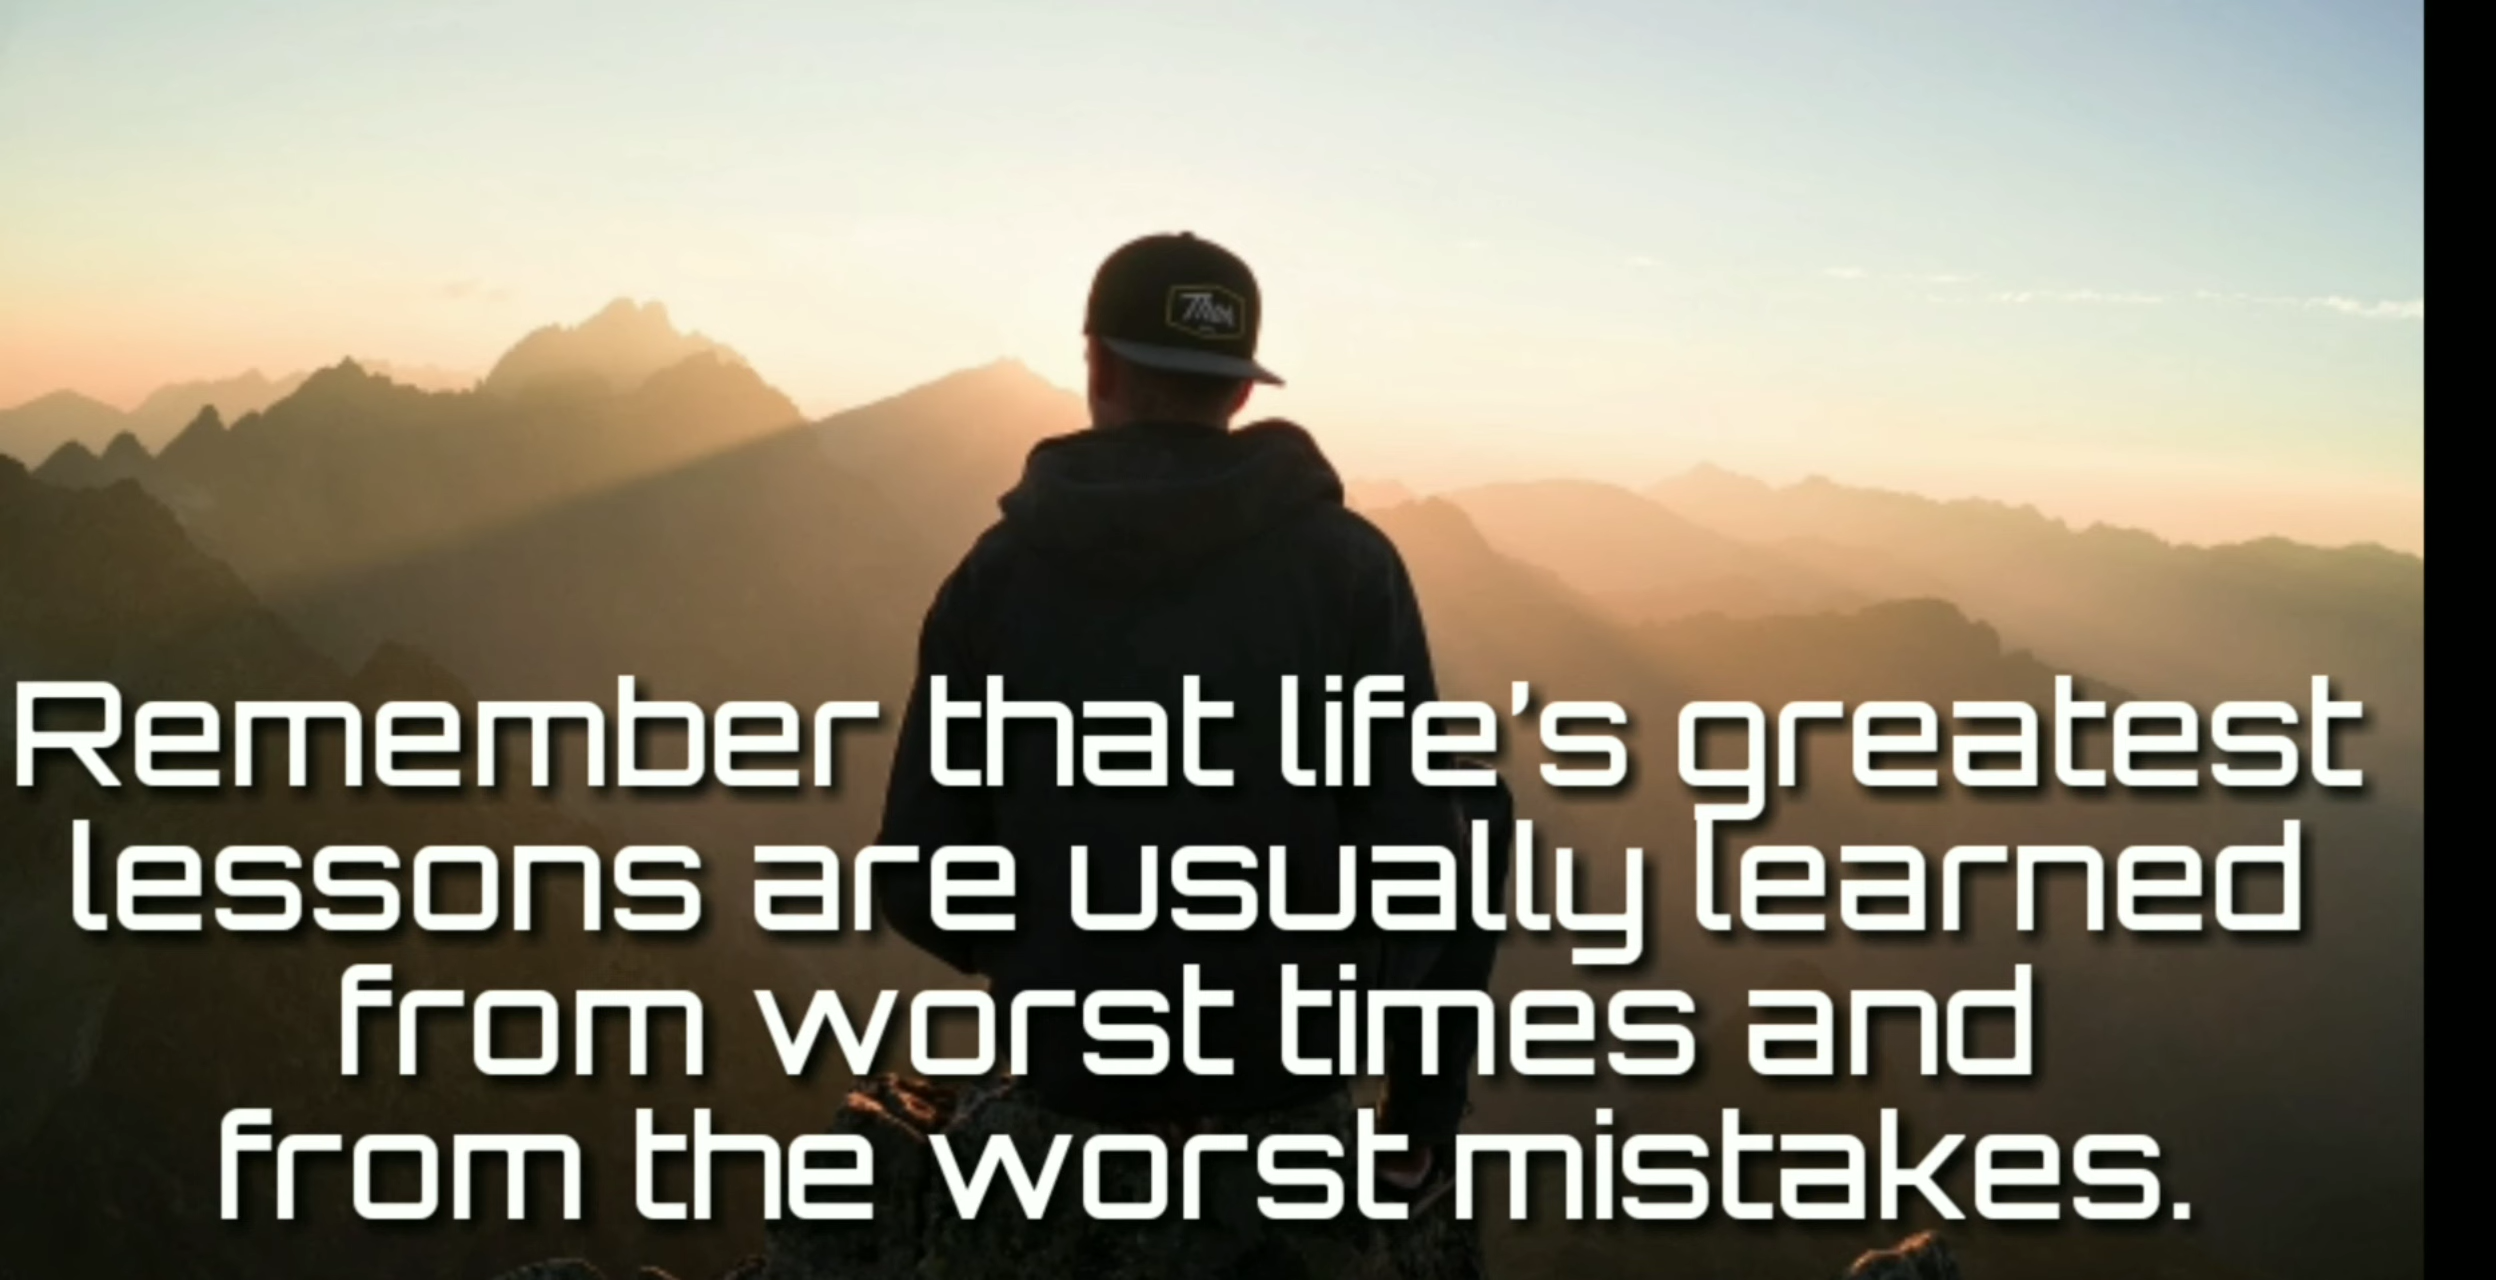 Remember that life's greatest
lessons are usually learned
from worst times and
from the worst mistakes.